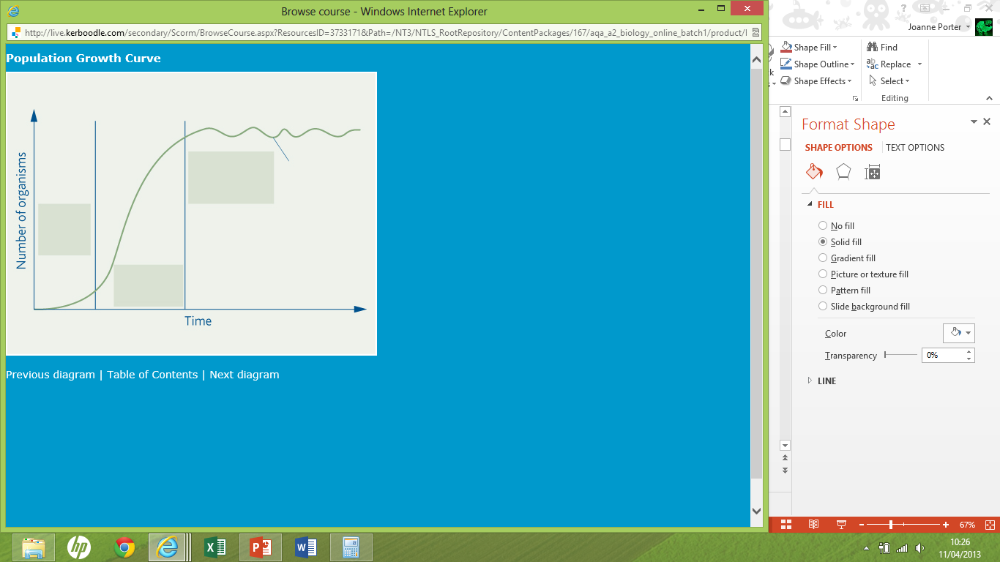 Browse course - Windows Internet Explorer
http://live.kerboodle.com/secondary/Scorm/BrowseCourse.aspx?ResourcesID=3733171&Path=/NT3/NTLS_RootRepository/ContentPackages/167/aqa_a2_biology_online_batch1/product/
Population Growth Curve
Number of organisms
Time
Previous diagram | Table of Contents | Next diagram
Joanne Porter
Shape Fill
Shape Outline
Shape Effects
Find
Replace
Select
Editing
Format Shape
SHAPE OPTIONS
TEXT OPTIONS
FILL
No fill
Solid fill
Gradient fill
Picture or texture fill
Pattern fill
Slide background fill
Color
Transparency
0%
LINE
67%
10:26
11/04/2013